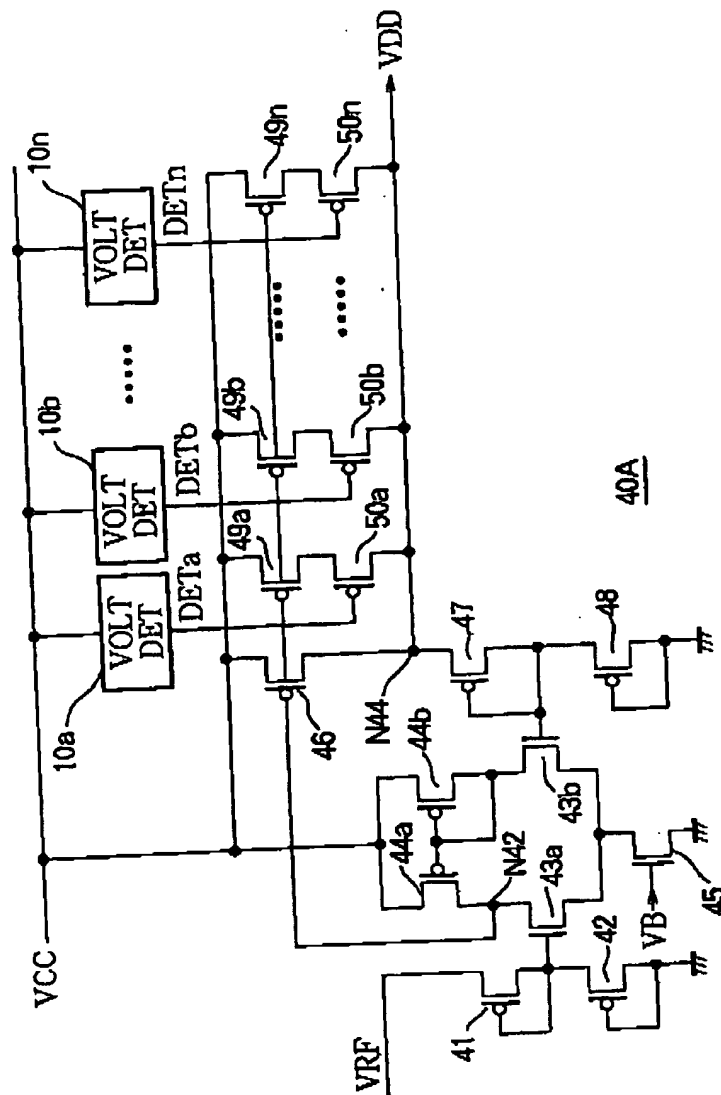 10n
10b
10a
VOLT
DET
VOLT
DET
.....
VOLT
DET
VCC
DETa
DETb
DETn
49a
49b
49n
.....
50a
50b
50n
.....
VDD
46
N44
47
48
44a
44b
N42
43a
43b
40A
VRF
41
42
VB
45